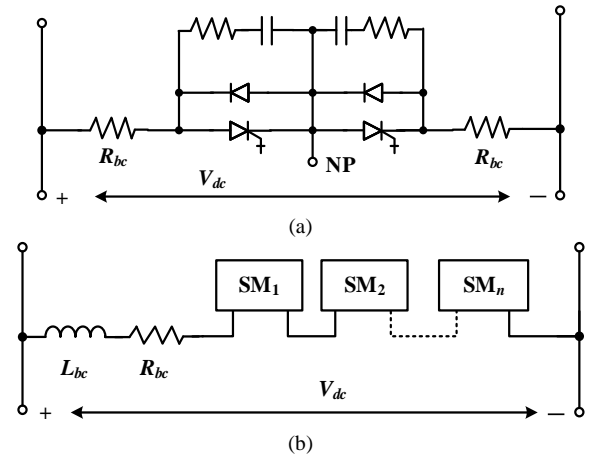 R_bc
NP
R_bc
+
V_dc
—
(a)
SM_1
SM_2
SM_n
L_bc
R_bc
+
V_dc
—
(b)